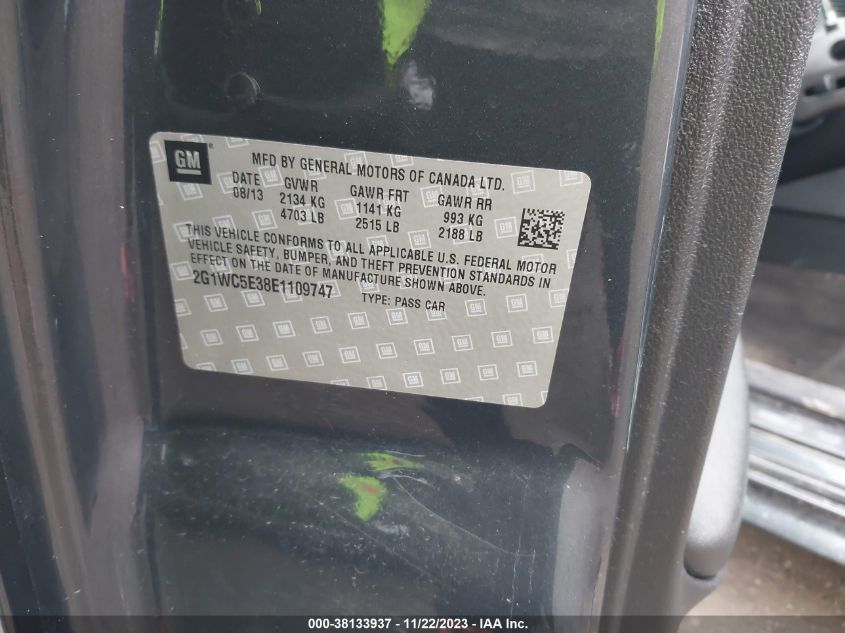 GM
MFD BY GENERAL MOTORS OF CANADA LTD.
DATE GVWR GAWR FRT GAWR RR
08/13 2134 KG 1141 KG 993 KG
4703 LB 2515 LB 2188 LB
THIS VEHICLE CONFORMS TO ALL APPLICABLE U.S. FEDERAL MOTOR
VEHICLE SAFETY, BUMPER, AND THEFT PREVENTION STANDARDS IN
EFFECT ON THE DATE OF MANUFACTURE SHOWN ABOVE.
2G1WC5E38E1109747 TYPE: PASS CAR
000-38133937 - 11/22/2023 - IAA Inc.